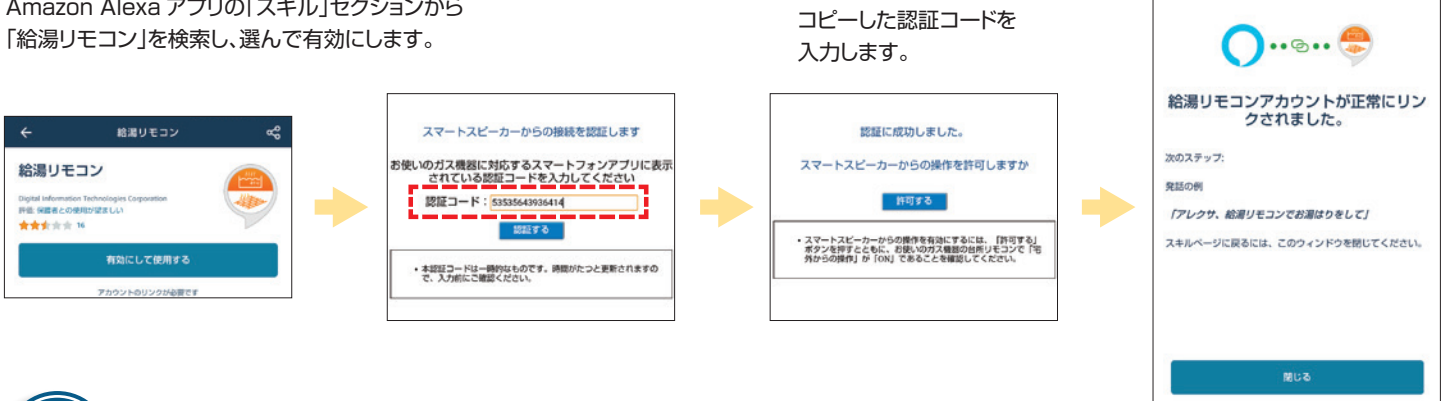 Amazon Alexa アプリの「スキル」セクションから
「給湯リモコン」を検索し、選んで有効にします。
コピーした認証コードを
入力します。
給湯リモコン
給湯リモコン
Digital Information Technologies Corporation
評価: 保護者との使用が望ましい
16
有効にして使用する
アカウントのリンクが必要です
スマートスピーカーからの接続を認証します
お使いのガス機器に対応するスマートフォンアプリに表示
されている認証コードを入力してください
認証コード：53535643936414
認証する
・本認証コードは一時的なものです。時間がたつと更新されますの
で、入力前にご確認ください。
認証に成功しました。
スマートスピーカーからの操作を許可しますか
許可する
・スマートスピーカーからの操作を有効にするには、「許可する」
ボタンを押すとともに、お使いのガス機器の台所リモコンで「宅
外からの操作」が「ON」であることを確認してください。
給湯リモコンアカウントが正常にリン
クされました。
次のステップ:
発話の例
「アレクサ、給湯リモコンでお湯はりをして」
スキルページに戻るには、このウィンドウを閉じてください。
閉じる